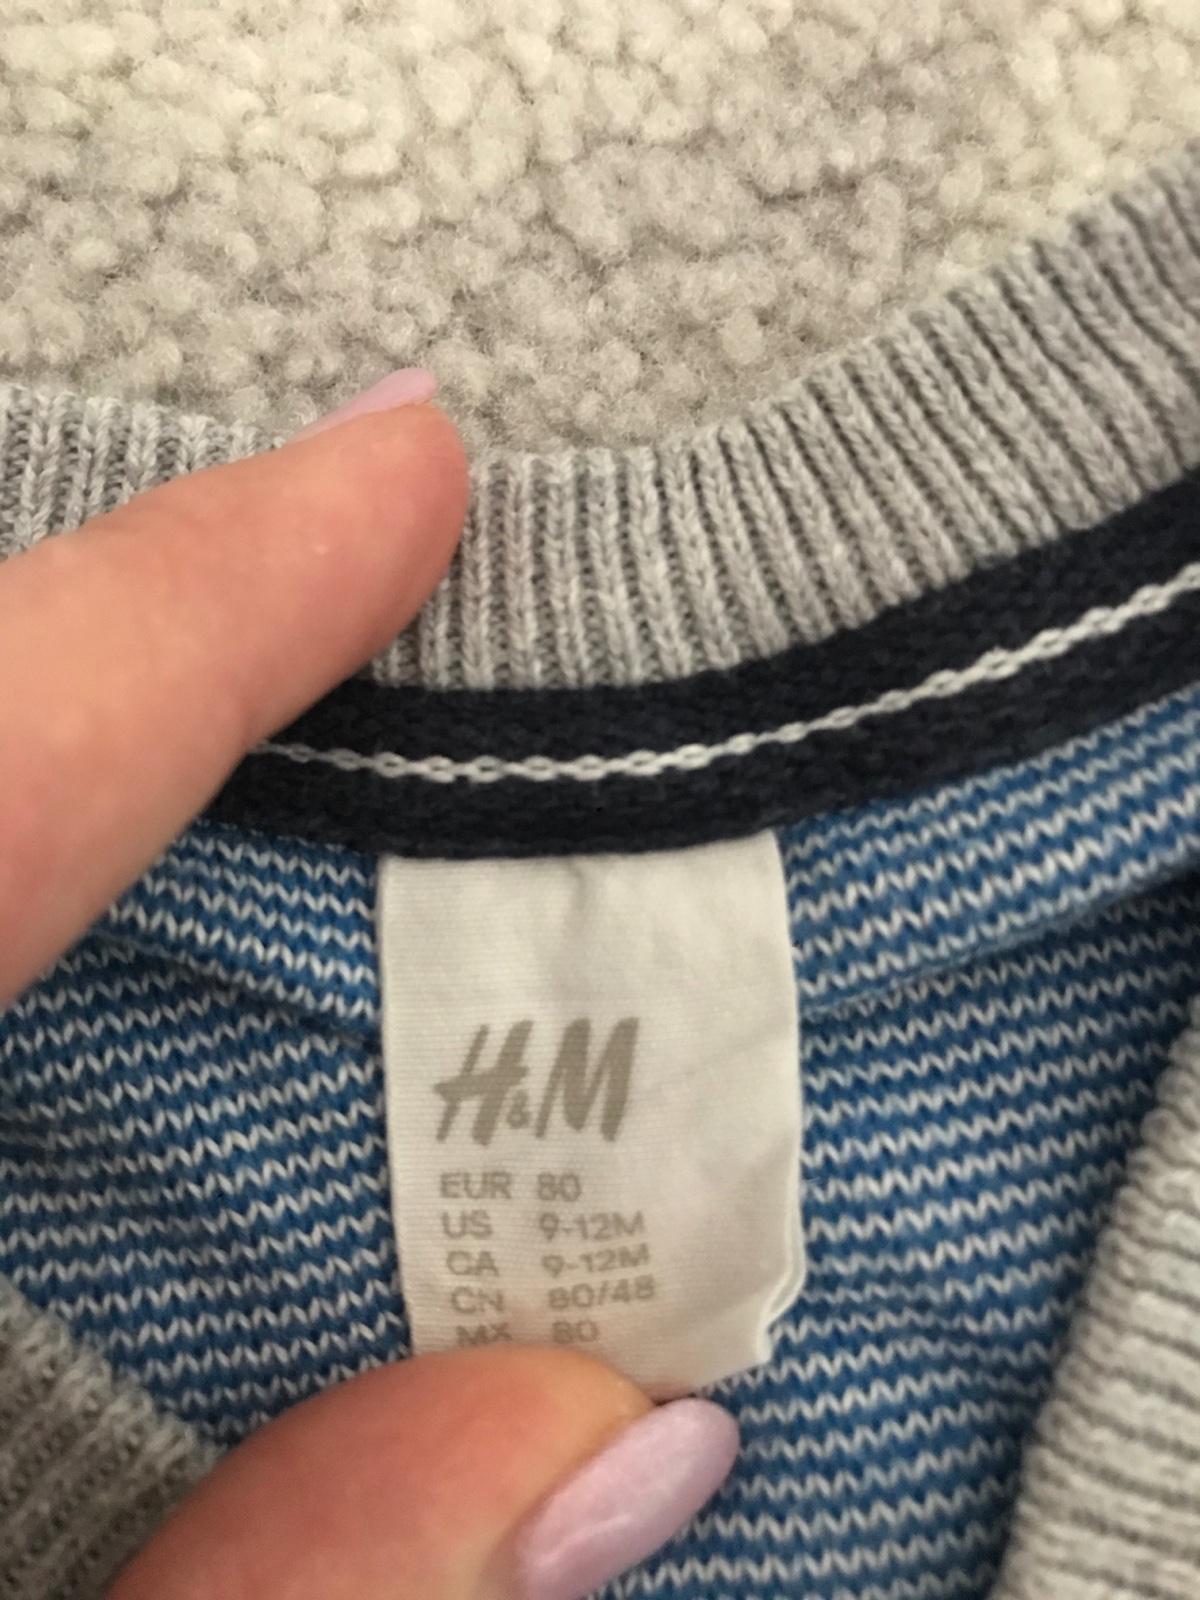 H&M
EUR 80
US 9-12M
CA 9-12M
CN 80/48
MX 80